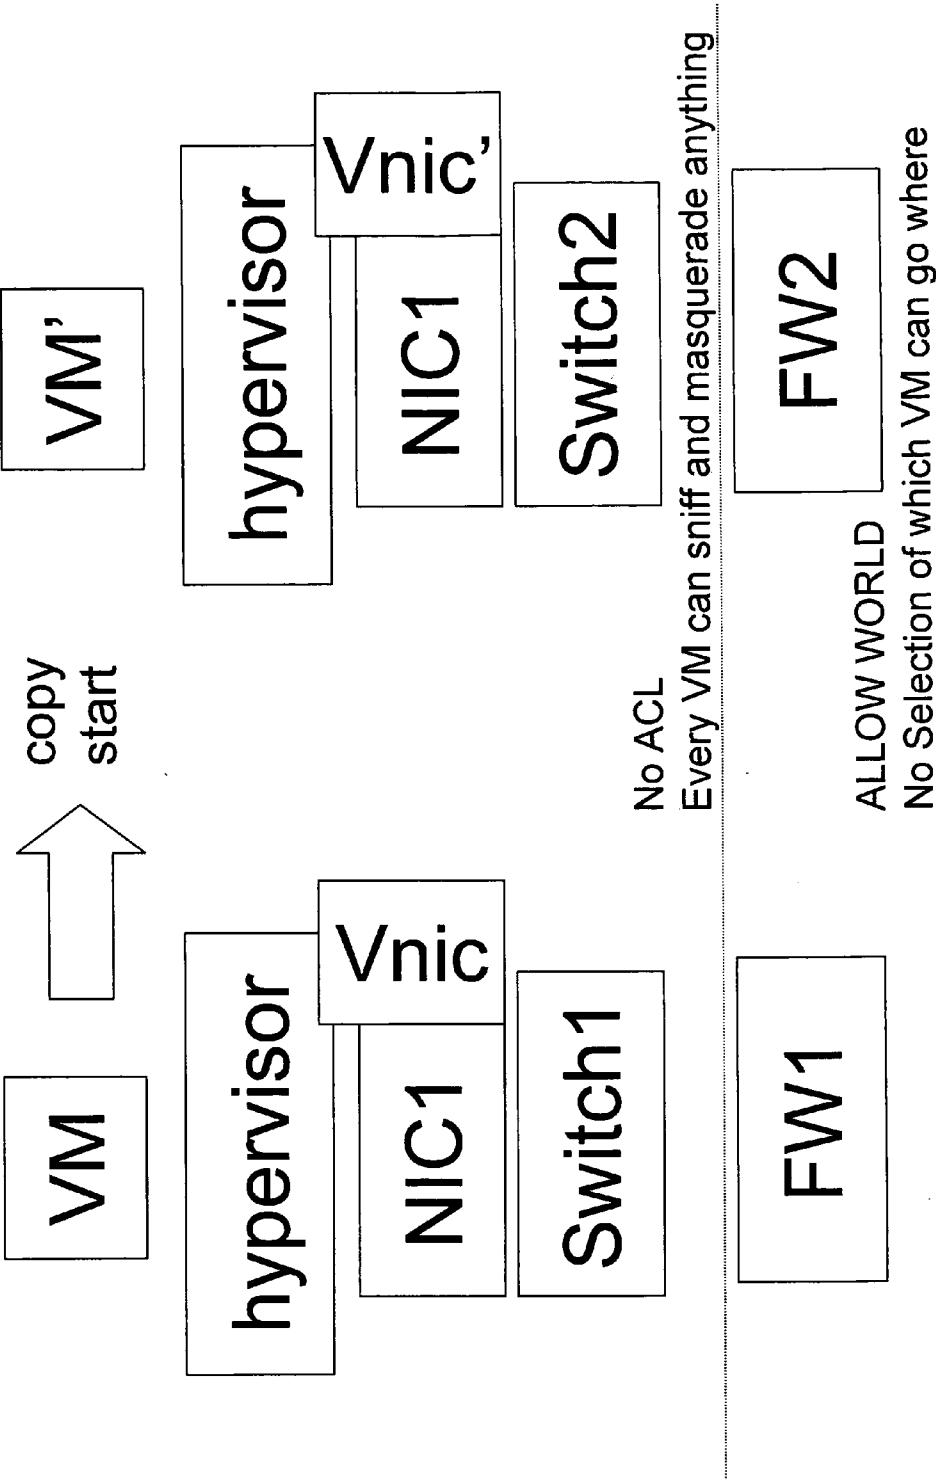 VM
copy
start
VM'
hypervisor
hypervisor
NIC1
Vnic
NIC1
Vnic'
Switch1
Switch2
No ACL
Every VM can sniff and masquerade anything
FW1
FW2
ALLOW WORLD
No Selection of which VM can go where